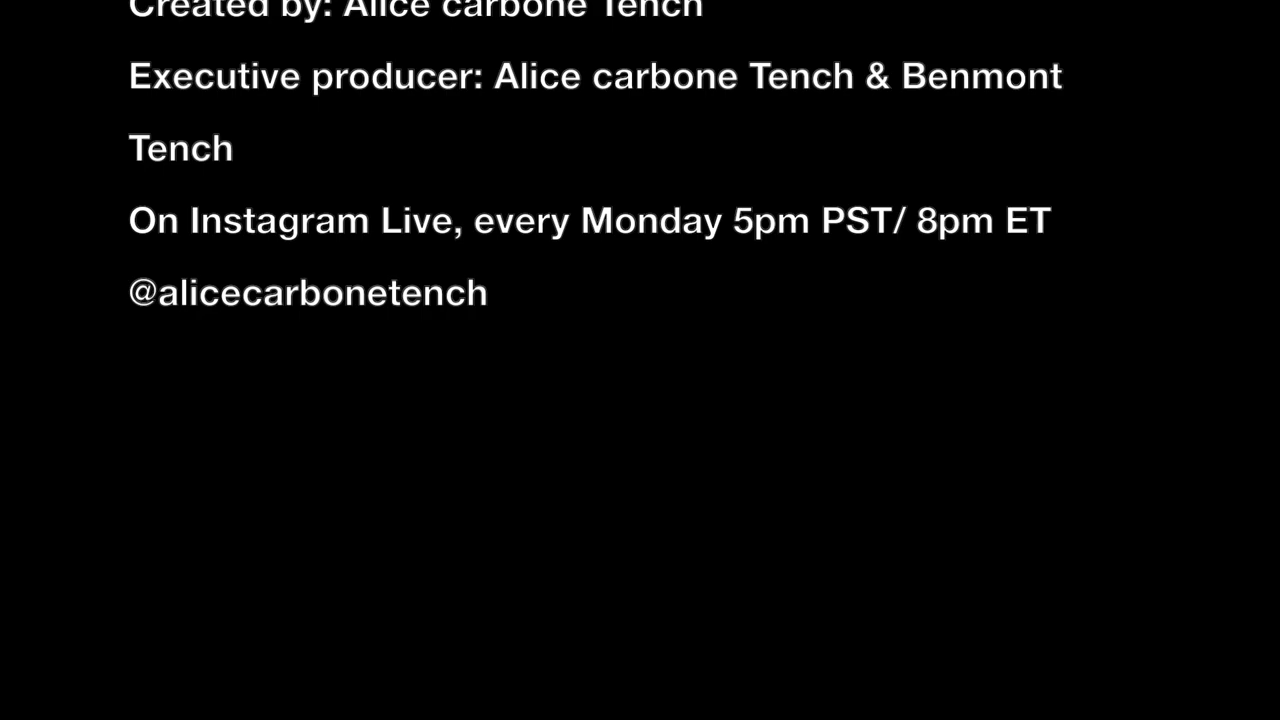 Created by: Alice carbone Tench
Executive producer: Alice carbone Tench & Benmont
Tench
On Instagram Live, every Monday 5pm PST/ 8pm ET
@alicecarbonetench